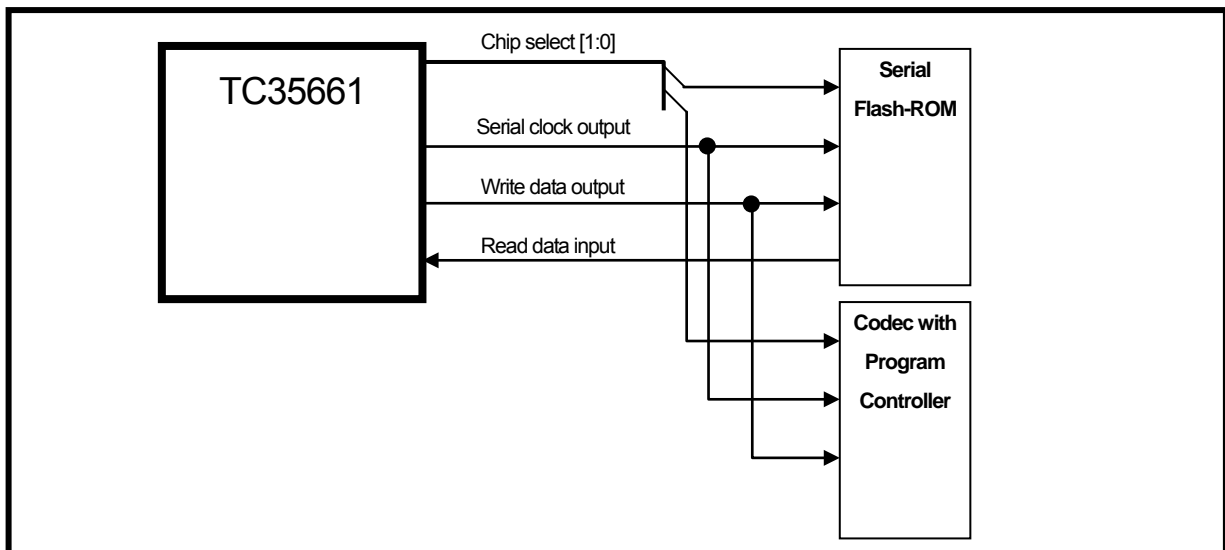 TC35661
Chip select [1:0]
Serial clock output
Write data output
Read data input
Serial
Flash-ROM
Codec with
Program
Controller